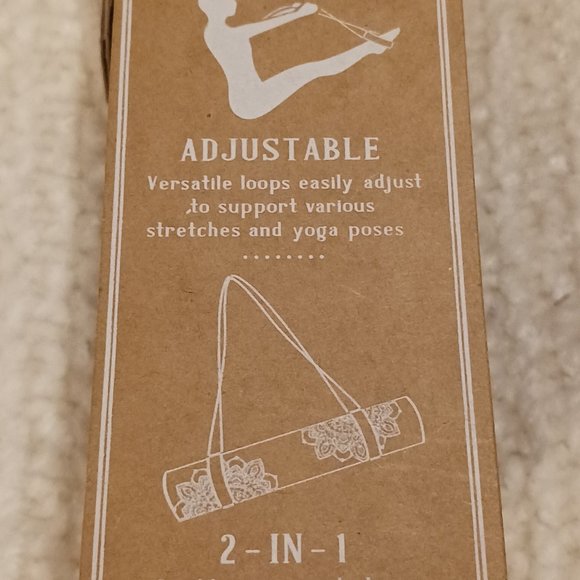 ADJUSTABLE
Versatile loops easily adjust
to support various
stretches and yoga poses
2-IN-1